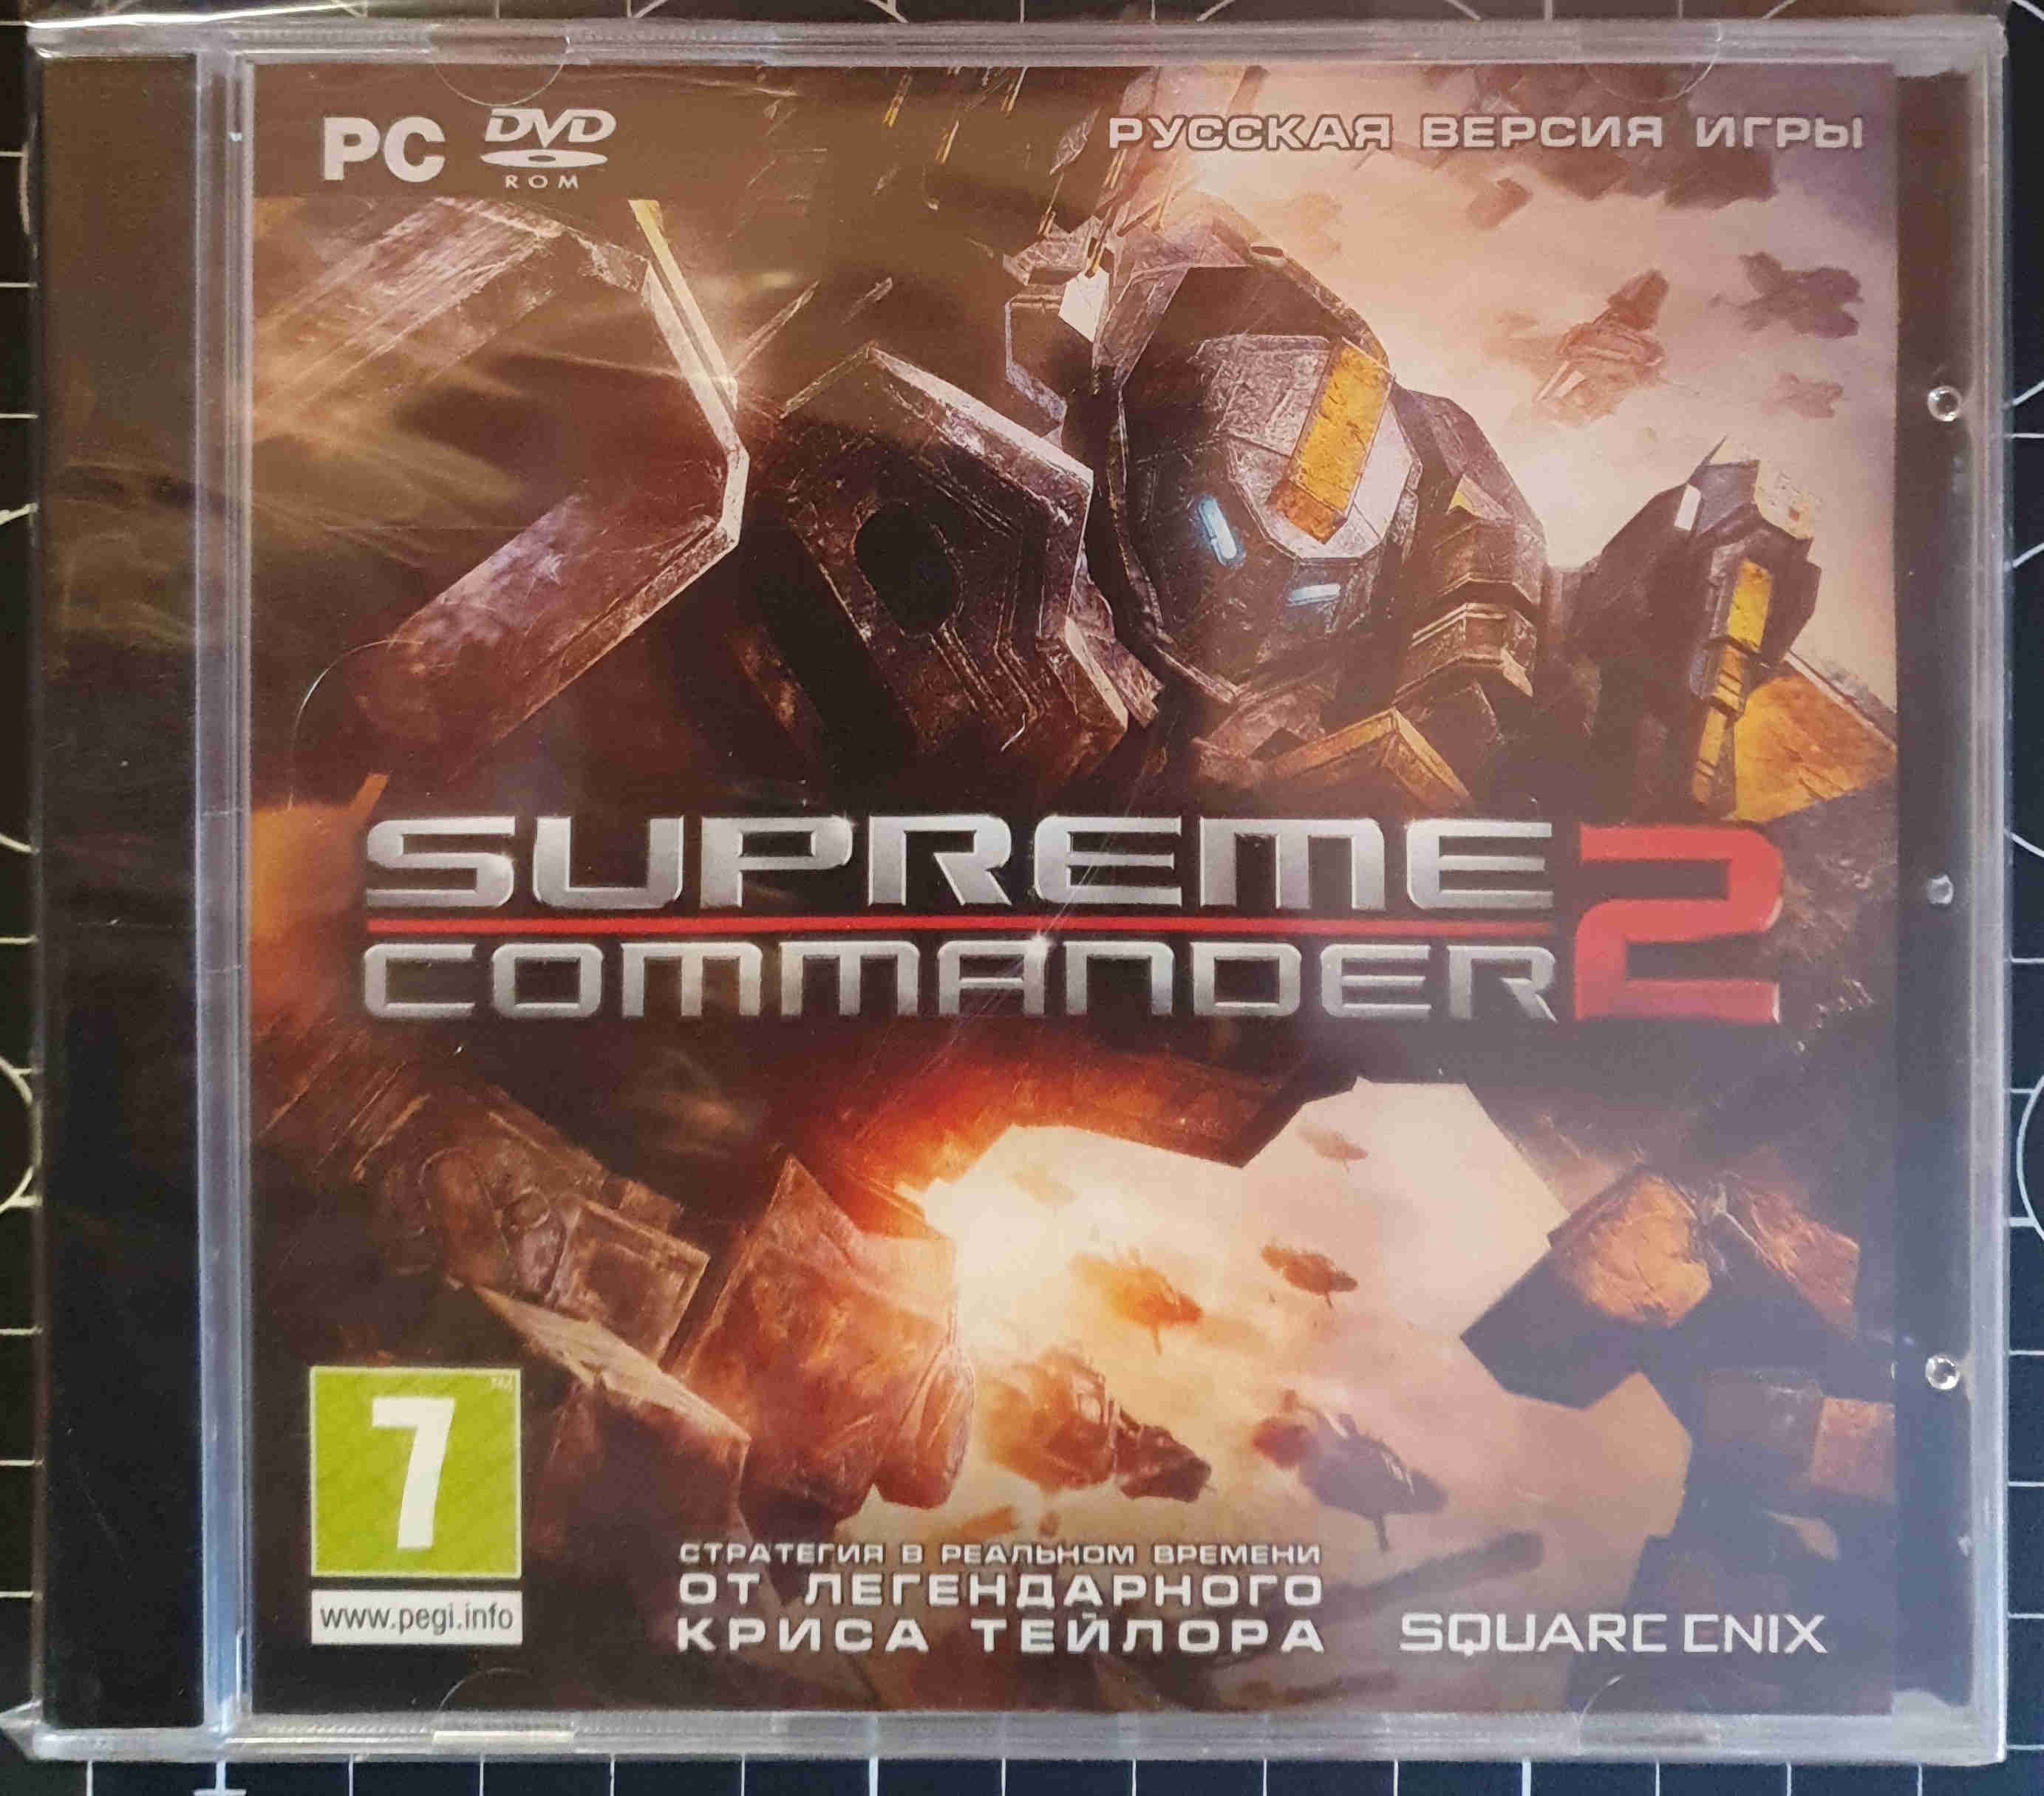 PC DVD ROM
РУССКАЯ ВЕРСИЯ ИГРЫ
SUPREME
COMMANDER 2
7™
www.pegi.info
СТРАТЕГИЯ В РЕАЛЬНОМ ВРЕМЕНИ
ОТ ЛЕГЕНДАРНОГО
КРИСА ТЕЙЛОРА
SQUARE ENIX